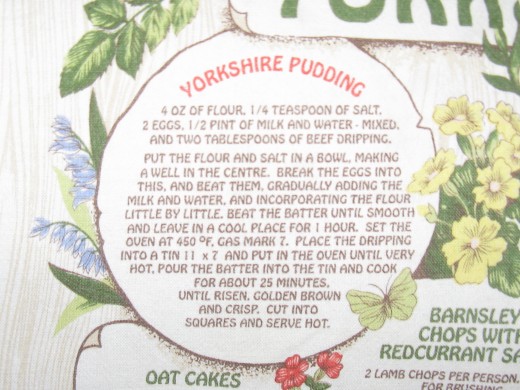 YORKSHIRE PUDDING
4 OZ OF FLOUR, 1/4 TEASPOON OF SALT,
2 EGGS, 1/2 PINT OF MILK AND WATER - MIXED,
AND TWO TABLESPOONS OF BEEF DRIPPING.
PUT THE FLOUR AND SALT IN A BOWL, MAKING
A WELL IN THE CENTRE. BREAK THE EGGS INTO
THIS, AND BEAT THEM, GRADUALLY ADDING THE
MILK AND WATER, AND INCORPORATING THE FLOUR
LITTLE BY LITTLE. BEAT THE BATTER UNTIL SMOOTH
AND LEAVE IN A COOL PLACE FOR 1 HOUR. SET THE
OVEN AT 450 °F, GAS MARK 7. PLACE THE DRIPPING
INTO A TIN 11 x 7 AND PUT IN THE OVEN UNTIL VERY
HOT, POUR THE BATTER INTO THE TIN AND COOK
FOR ABOUT 25 MINUTES,
UNTIL RISEN, GOLDEN BROWN
AND CRISP. CUT INTO
SQUARES AND SERVE HOT.
BARNSLEY
CHOPS WITH
REDCURRANT SA
2 LAMB CHOPS PER PERSON,
FOR BRUSHING
OAT CAKES